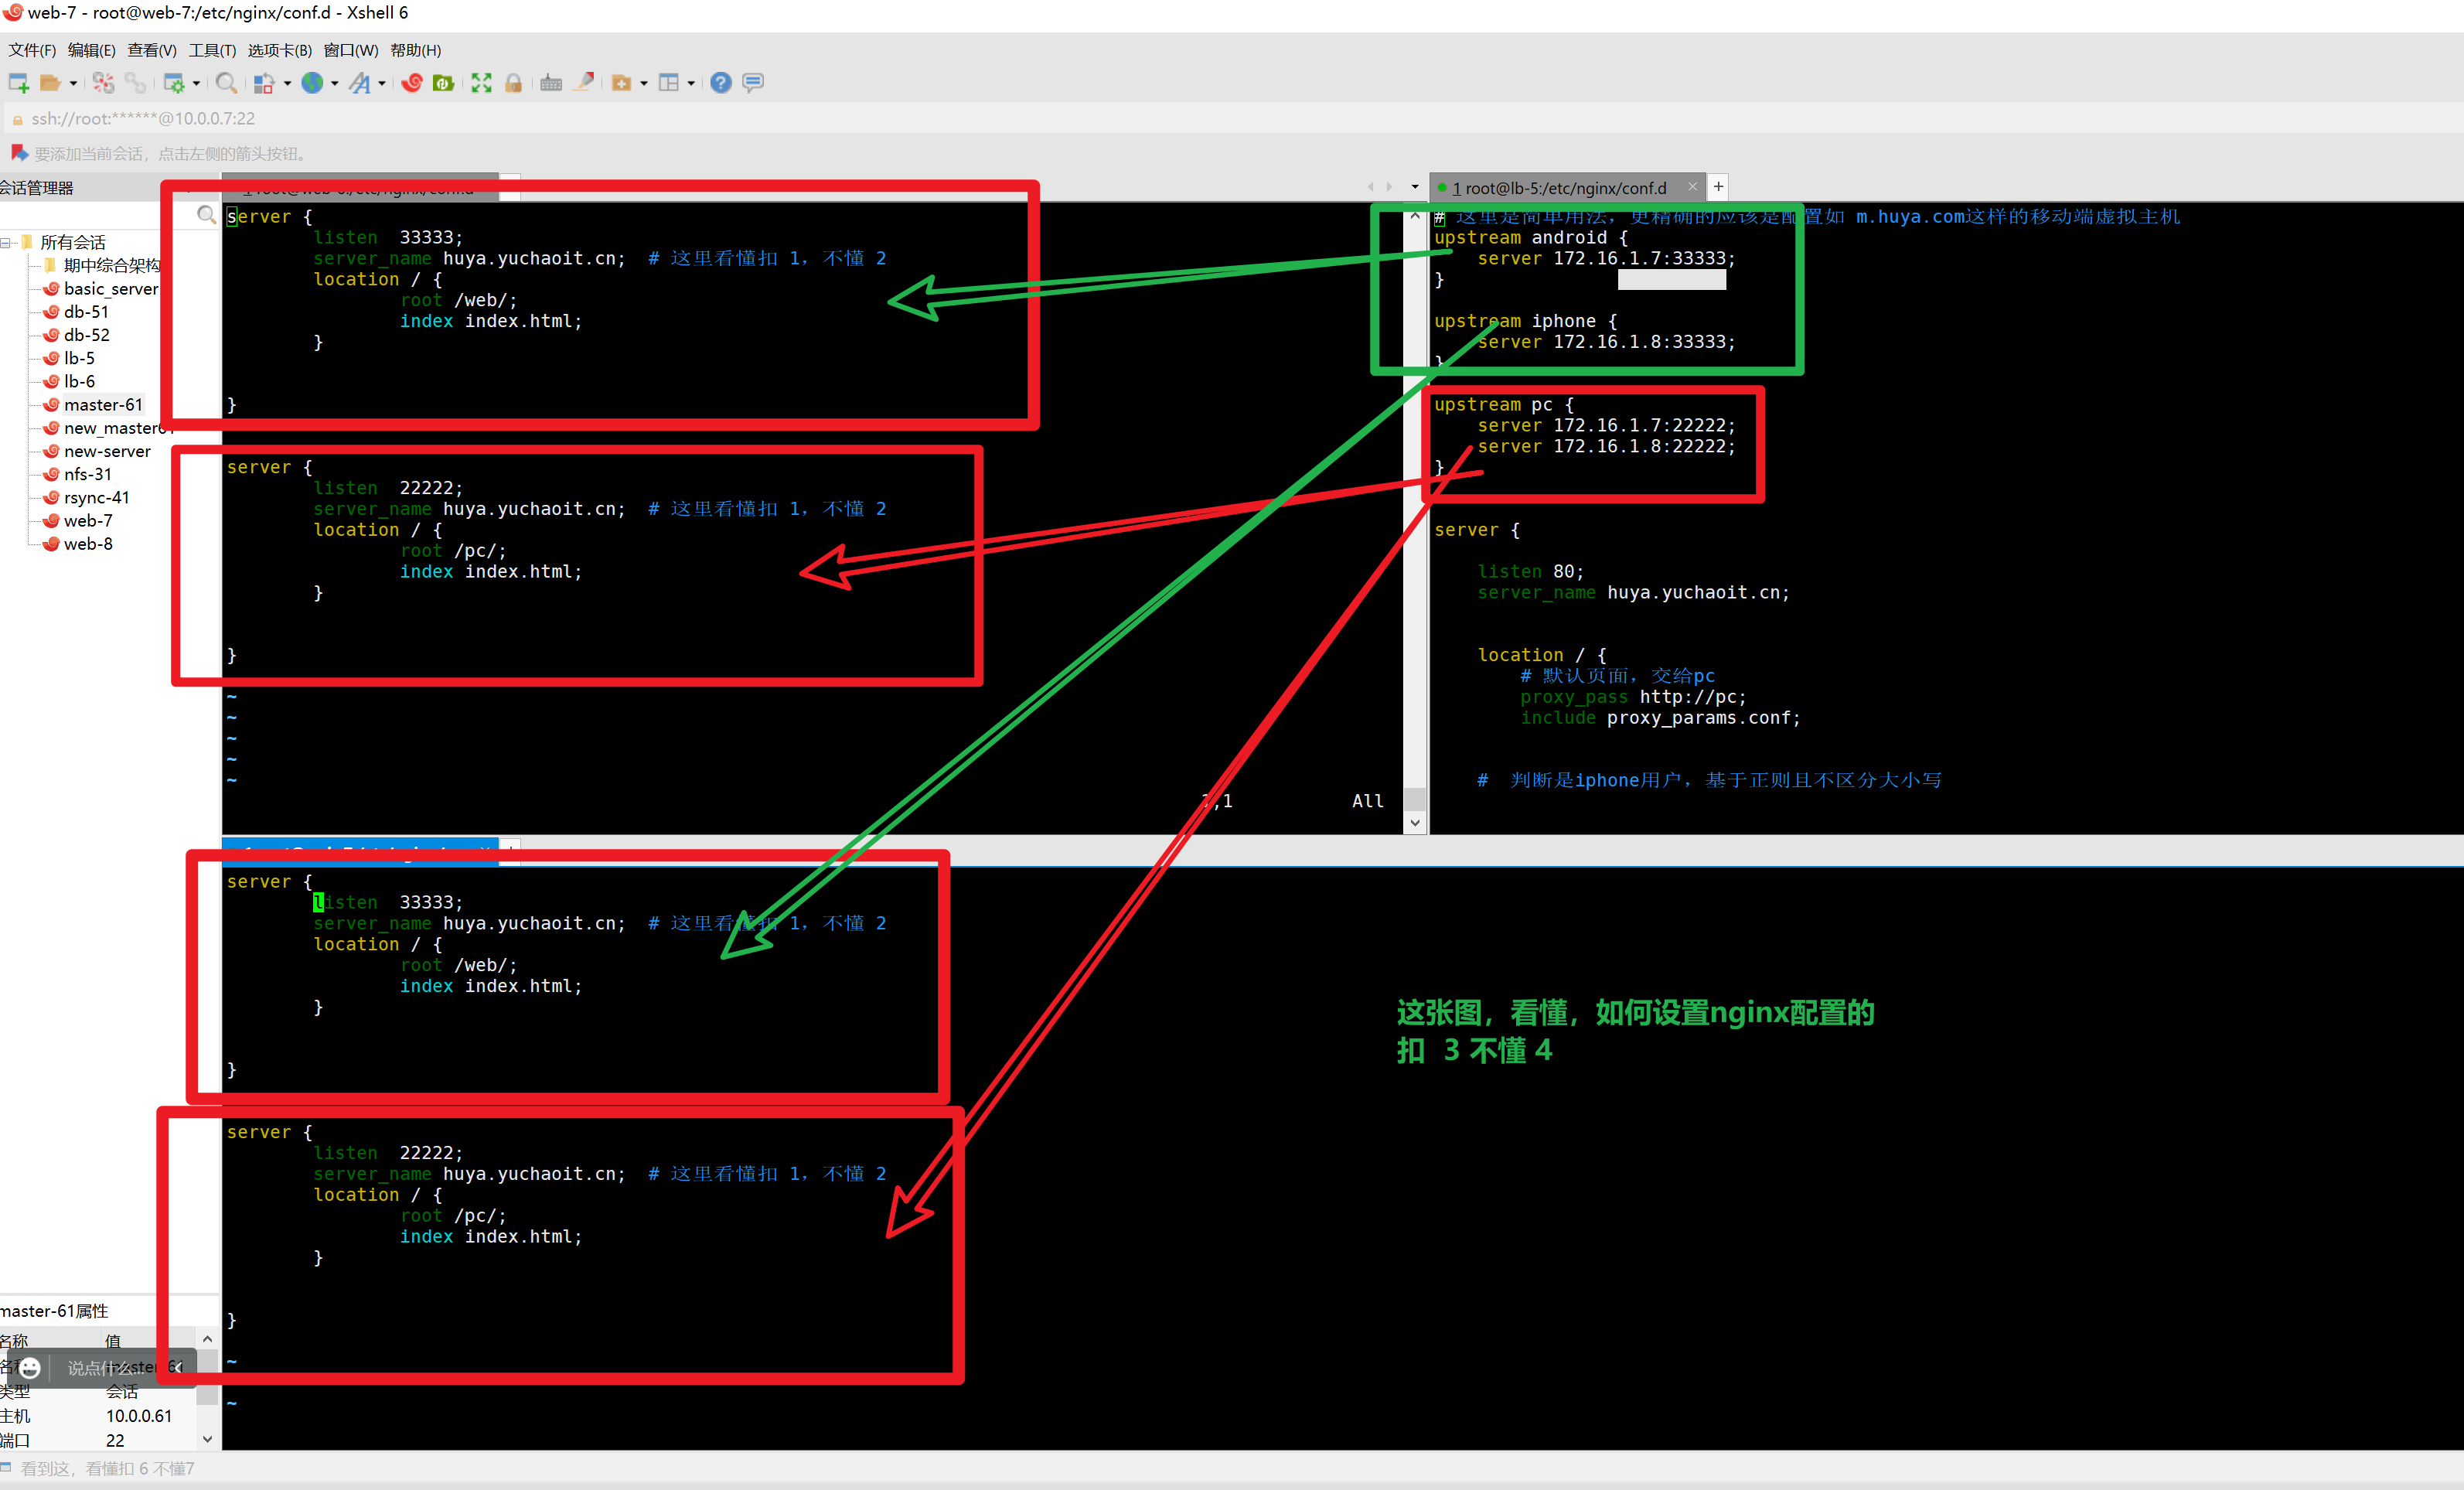 web-7 - root@web-7:/etc/nginx/conf.d - Xshell 6
文件(F) 编辑(E) 查看(V) 工具(T) 选项卡(B) 窗口(W) 帮助(H)
ssh://root:******@10.0.0.7:22
要添加当前会话，点击左侧的箭头按钮。
会话管理器
所有会话
期中综合架构
basic_server
db-51
db-52
lb-5
lb-6
master-61
new_master61
new-server
nfs-31
rsync-41
web-7
web-8
master-61属性
名称 值
名称 master-61
说点什么...
类型 会话
主机 10.0.0.61
端口 22
看到这，看懂扣 6 不懂7
server {
listen 33333;
server_name huya.yuchaoit.cn; # 这里看懂扣 1，不懂 2
location / {
root /web/;
index index.html;
}
}
server {
listen 22222;
server_name huya.yuchaoit.cn; # 这里看懂扣 1，不懂 2
location / {
root /pc/;
index index.html;
}
}
~
~
~
~
~
,1 All
1 root@lb-5:/etc/nginx/conf.d
# 这里是简单用法，更精确的应该是配置如 m.huya.com这样的移动端虚拟主机
upstream android {
server 172.16.1.7:33333;
}
upstream iphone {
server 172.16.1.8:33333;
}
upstream pc {
server 172.16.1.7:22222;
server 172.16.1.8:22222;
}
server {
listen 80;
server_name huya.yuchaoit.cn;
location / {
# 默认页面，交给pc
proxy_pass http://pc;
include proxy_params.conf;
# 判断是iphone用户，基于正则且不区分大小写
server {
listen 33333;
server_name huya.yuchaoit.cn; # 这里看懂扣 1，不懂 2
location / {
root /web/;
index index.html;
}
}
server {
listen 22222;
server_name huya.yuchaoit.cn; # 这里看懂扣 1，不懂 2
location / {
root /pc/;
index index.html;
}
}
~
~
这张图，看懂，如何设置nginx配置的
扣 3 不懂 4